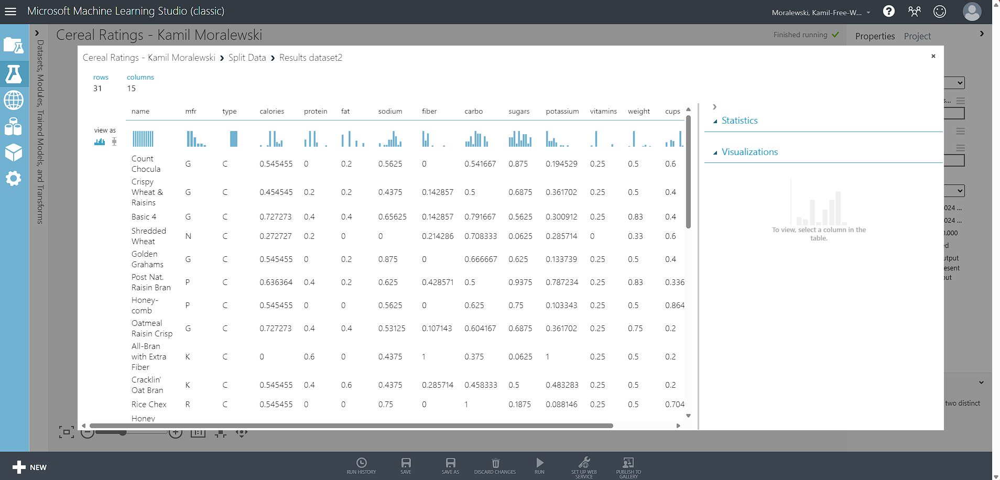 Microsoft Machine Learning Studio (classic)
Moralewski, Kamil-Free-W...
Cereal Ratings - Kamil Moralewski
Finished running
Properties Project
Datasets, Modules, Trained Models, and Transforms
Cereal Ratings - Kamil Moralewski › Split Data › Results dataset2
rows columns
31 15
name mfr type calories protein fat sodium fiber carbo sugars potassium vitamins weight cups
view as
Count Chocula G C 0.545455 0 0.2 0.5625 0 0.541667 0.875 0.194529 0.25 0.5 0.6
Crispy Wheat & Raisins G C 0.454545 0.2 0.2 0.4375 0.142857 0.5 0.6875 0.361702 0.25 0.5 0.4
Basic 4 G C 0.727273 0.4 0.4 0.65625 0.142857 0.791667 0.5625 0.300912 0.25 0.83 0.4
Shredded Wheat N C 0.272727 0.2 0 0 0.214286 0.708333 0.0625 0.285714 0 0.33 0.6
Golden Grahams G C 0.545455 0 0.2 0.875 0 0.666667 0.625 0.133739 0.25 0.5 0.4
Post Nat. Raisin Bran P C 0.636364 0.4 0.2 0.625 0.428571 0.5 0.9375 0.787234 0.25 0.83 0.336
Honey-comb P C 0.545455 0 0 0.5625 0 0.625 0.75 0.103343 0.25 0.5 0.864
Oatmeal Raisin Crisp G C 0.727273 0.4 0.4 0.53125 0.107143 0.604167 0.6875 0.361702 0.25 0.75 0.2
All-Bran with Extra Fiber K C 0 0.6 0 0.4375 1 0.375 0.0625 1 0.25 0.5 0.2
Cracklin' Oat Bran K C 0.545455 0.4 0.6 0.4375 0.285714 0.458333 0.5 0.483283 0.25 0.5 0.2
Rice Chex R C 0.545455 0 0 0.75 0 1 0.1875 0.088146 0.25 0.5 0.704
Honey
Statistics
Visualizations
To view, select a column in the
table.
s...
024 ...
024 ...
0.000
ed
utput
esent
out
two distinct
1:1
NEW
RUN HISTORY
SAVE
SAVE AS
DISCARD CHANGES
RUN
SET UP WEB
SERVICE
PUBLISH TO
GALLERY